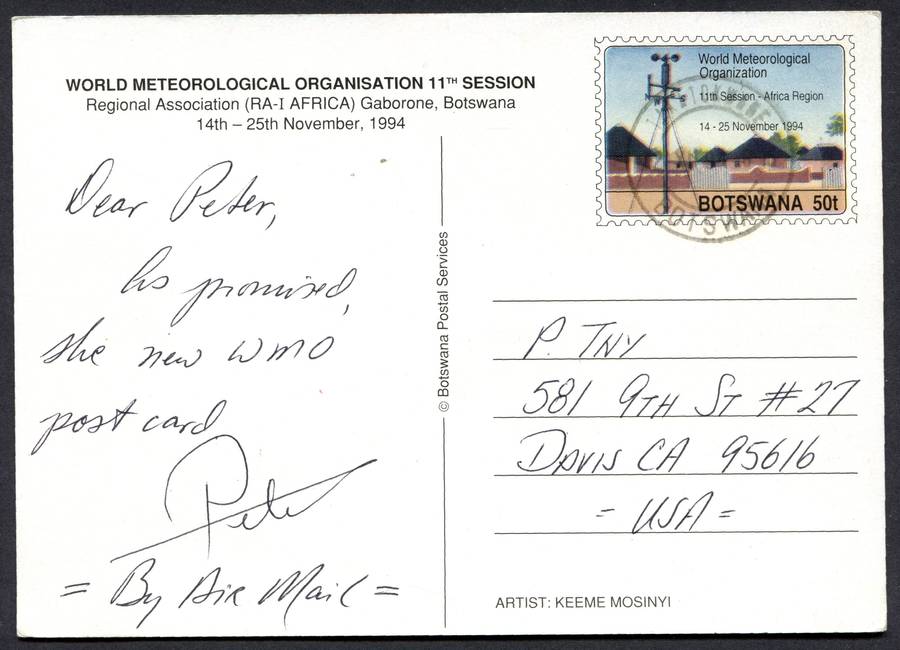 WORLD METEOROLOGICAL ORGANISATION 11TH SESSION
Regional Association (RA-I AFRICA) Gaborone, Botswana
14th – 25th November, 1994
Dear Peter,
As promised,
the new WMO
post card
Peter
= By Air Mail =
© Botswana Postal Services
World Meteorological
Organization
11th Session - Africa Region
14 - 25 November 1994
BOTSWANA 50t
BOTSWANA
P. TNY
581 9TH ST #27
DAVIS CA 95616
= USA =
ARTIST: KEEME MOSINYI